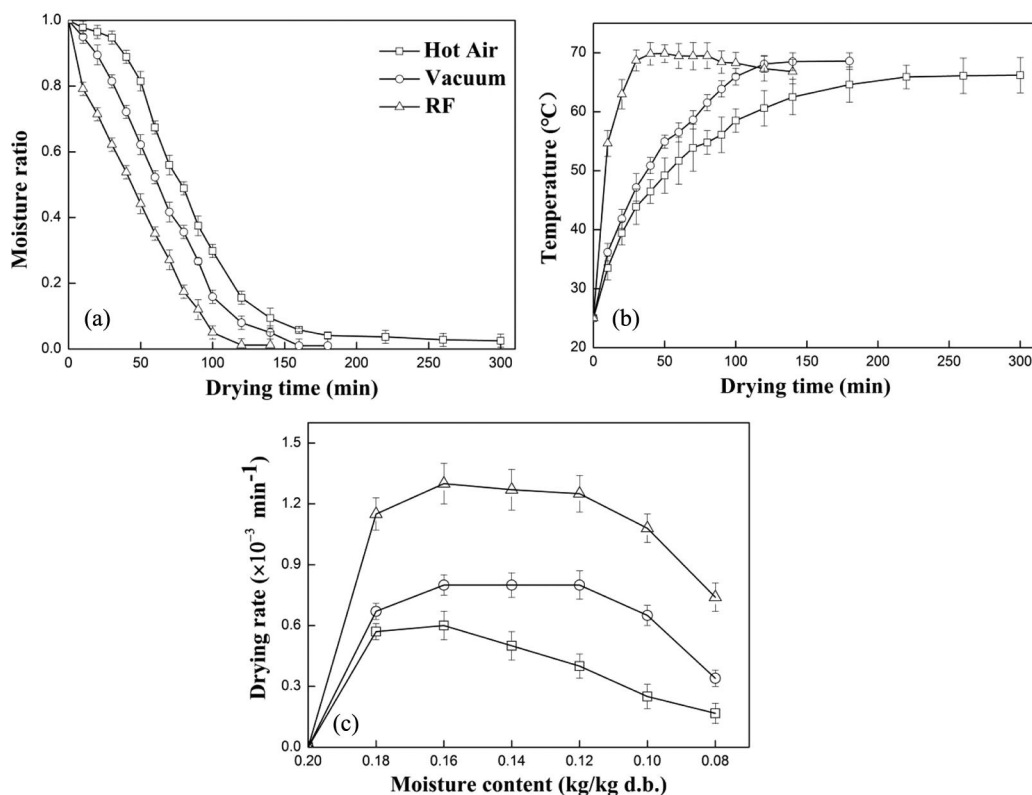 1.0
0.8
0.6
0.4
0.2
0.0
Moisture ratio
Hot Air
Vacuum
RF
(a)
0 50 100 150 200 250 300
Drying time (min)
80
70
60
50
40
30
20
Temperature (°C)
(b)
0 50 100 150 200 250 300
Drying time (min)
1.5
1.2
0.9
0.6
0.3
0.0
Drying rate (×10⁻³ min⁻¹)
(c)
0.20 0.18 0.16 0.14 0.12 0.10 0.08
Moisture content (kg/kg d.b.)